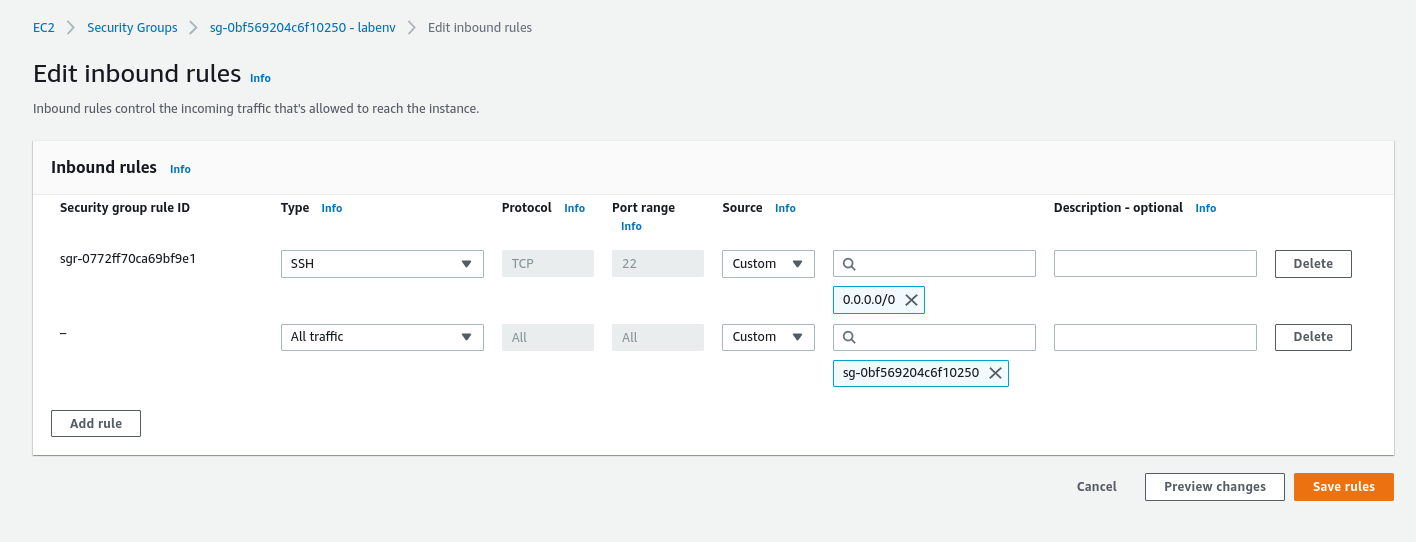 EC2 Security Groups sg-0bf569204c6f10250 - labenv Edit inbound rules
Edit inbound rules Info
Inbound rules control the incoming traffic that's allowed to reach the instance.
Inbound rules Info
Security group rule ID Type Info Protocol Info Port range Source Info Description - optional Info
Info
sgr-0772ff70ca69bf9e1 SSH TCP 22 Custom Delete
0.0.0.0/0
– All traffic All All Custom Delete
sg-0bf569204c6f10250
Add rule
Cancel Preview changes Save rules